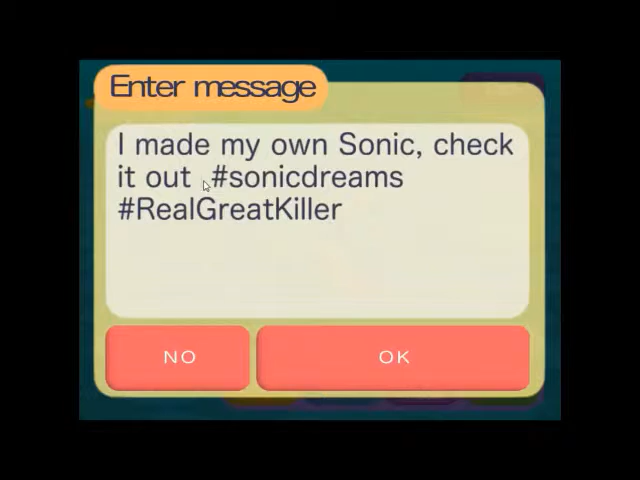 Enter message
I made my own Sonic, check
it out  #sonicdreams
#RealGreatKiller
NO
OK